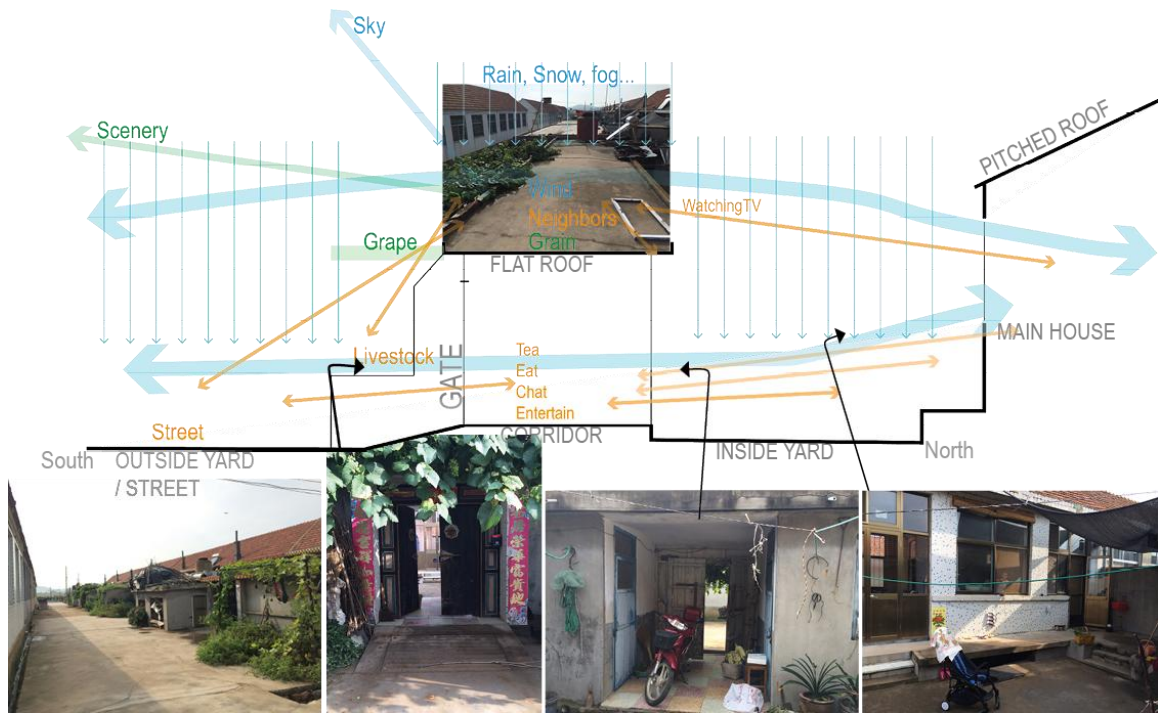 Sky
Rain, Snow, fog...
Scenery
PITCHED ROOF
Wind
WatchingTV
Neighbors
Grape
Grain
FLAT ROOF
MAIN HOUSE
Livestock
GATE
Tea
Eat
Chat
Entertain
CORRIDOR
Street
South
OUTSIDE YARD
/ STREET
INSIDE YARD
North